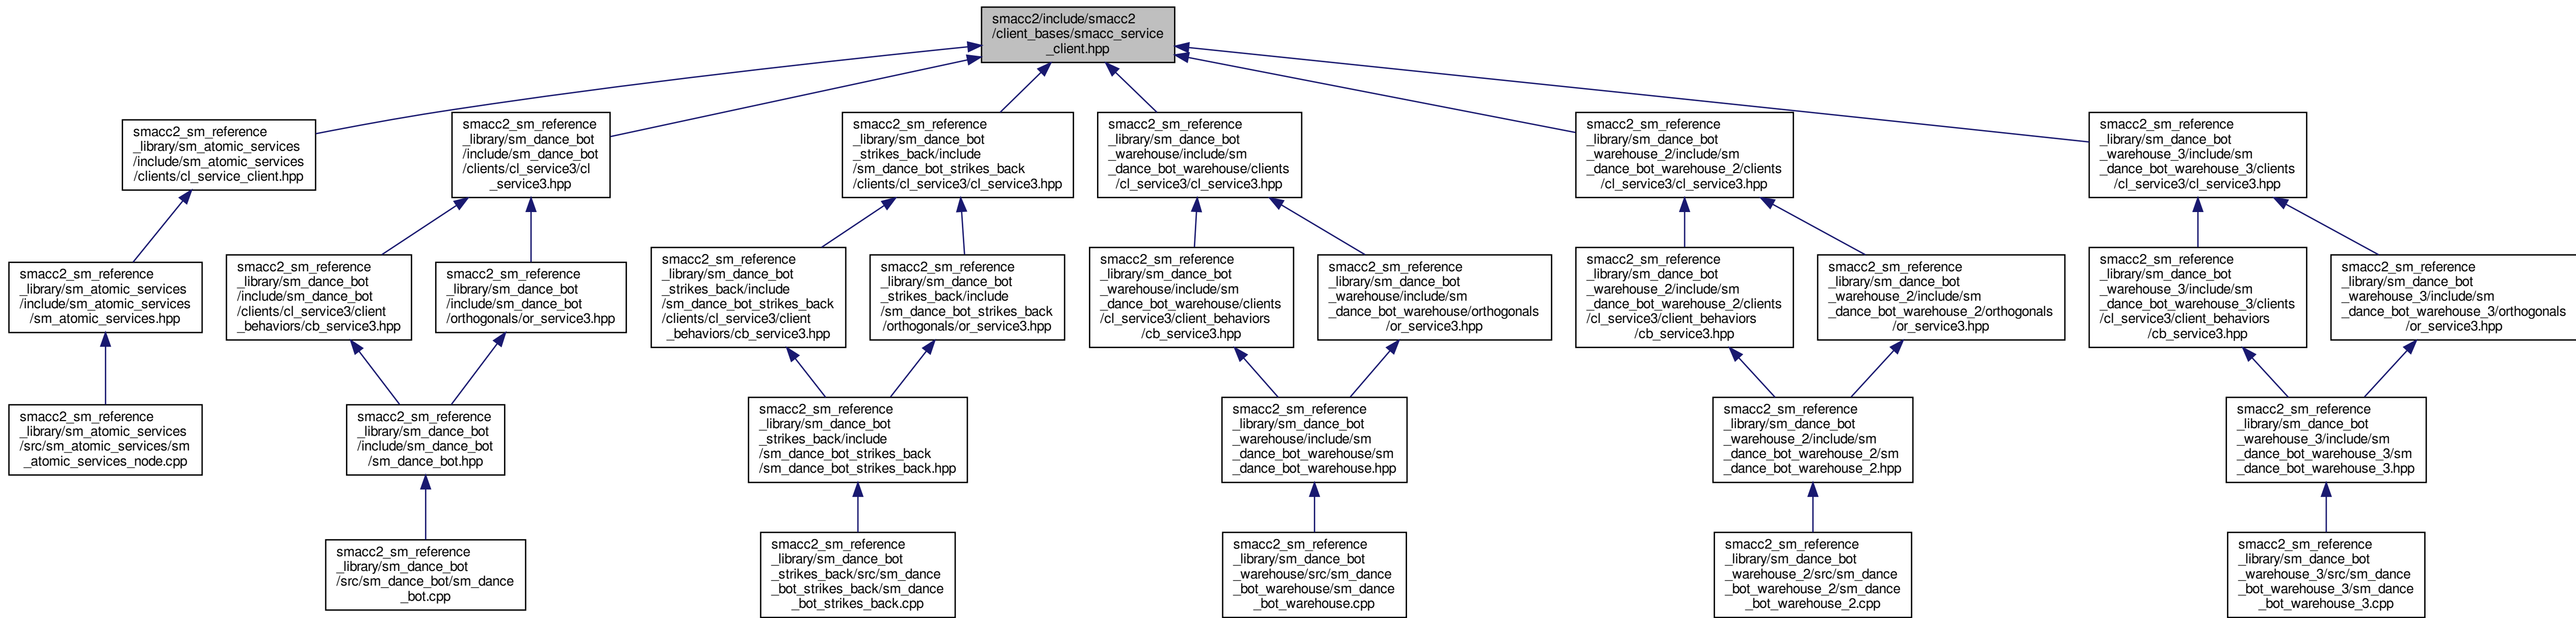 smacc2/include/smacc2
/client_bases/smacc_service
_client.hpp
smacc2_sm_reference
_library/sm_atomic_services
/include/sm_atomic_services
/clients/cl_service_client.hpp
smacc2_sm_reference
_library/sm_dance_bot
/include/sm_dance_bot
/clients/cl_service3/cl
_service3.hpp
smacc2_sm_reference
_library/sm_dance_bot
_strikes_back/include
/sm_dance_bot_strikes_back
/clients/cl_service3/cl_service3.hpp
smacc2_sm_reference
_library/sm_dance_bot
_warehouse/include/sm
_dance_bot_warehouse/clients
/cl_service3/cl_service3.hpp
smacc2_sm_reference
_library/sm_dance_bot
_warehouse_2/include/sm
_dance_bot_warehouse_2/clients
/cl_service3/cl_service3.hpp
smacc2_sm_reference
_library/sm_dance_bot
_warehouse_3/include/sm
_dance_bot_warehouse_3/clients
/cl_service3/cl_service3.hpp
smacc2_sm_reference
_library/sm_atomic_services
/include/sm_atomic_services
/sm_atomic_services.hpp
smacc2_sm_reference
_library/sm_dance_bot
/include/sm_dance_bot
/clients/cl_service3/client
_behaviors/cb_service3.hpp
smacc2_sm_reference
_library/sm_dance_bot
/include/sm_dance_bot
/orthogonals/or_service3.hpp
smacc2_sm_reference
_library/sm_dance_bot
_strikes_back/include
/sm_dance_bot_strikes_back
/clients/cl_service3/client
_behaviors/cb_service3.hpp
smacc2_sm_reference
_library/sm_dance_bot
_strikes_back/include
/sm_dance_bot_strikes_back
/orthogonals/or_service3.hpp
smacc2_sm_reference
_library/sm_dance_bot
_warehouse/include/sm
_dance_bot_warehouse/clients
/cl_service3/client_behaviors
/cb_service3.hpp
smacc2_sm_reference
_library/sm_dance_bot
_warehouse/include/sm
_dance_bot_warehouse/orthogonals
/or_service3.hpp
smacc2_sm_reference
_library/sm_dance_bot
_warehouse_2/include/sm
_dance_bot_warehouse_2/clients
/cl_service3/client_behaviors
/cb_service3.hpp
smacc2_sm_reference
_library/sm_dance_bot
_warehouse_2/include/sm
_dance_bot_warehouse_2/orthogonals
/or_service3.hpp
smacc2_sm_reference
_library/sm_dance_bot
_warehouse_3/include/sm
_dance_bot_warehouse_3/clients
/cl_service3/client_behaviors
/cb_service3.hpp
smacc2_sm_reference
_library/sm_dance_bot
_warehouse_3/include/sm
_dance_bot_warehouse_3/orthogonals
/or_service3.hpp
smacc2_sm_reference
_library/sm_atomic_services
/src/sm_atomic_services/sm
_atomic_services_node.cpp
smacc2_sm_reference
_library/sm_dance_bot
/include/sm_dance_bot
/sm_dance_bot.hpp
smacc2_sm_reference
_library/sm_dance_bot
_strikes_back/include
/sm_dance_bot_strikes_back
/sm_dance_bot_strikes_back.hpp
smacc2_sm_reference
_library/sm_dance_bot
_warehouse/include/sm
_dance_bot_warehouse/sm
_dance_bot_warehouse.hpp
smacc2_sm_reference
_library/sm_dance_bot
_warehouse_2/include/sm
_dance_bot_warehouse_2/sm
_dance_bot_warehouse_2.hpp
smacc2_sm_reference
_library/sm_dance_bot
_warehouse_3/include/sm
_dance_bot_warehouse_3/sm
_dance_bot_warehouse_3.hpp
smacc2_sm_reference
_library/sm_dance_bot
/src/sm_dance_bot/sm_dance
_bot.cpp
smacc2_sm_reference
_library/sm_dance_bot
_strikes_back/src/sm_dance
_bot_strikes_back/sm_dance
_bot_strikes_back.cpp
smacc2_sm_reference
_library/sm_dance_bot
_warehouse/src/sm_dance
_bot_warehouse/sm_dance
_bot_warehouse.cpp
smacc2_sm_reference
_library/sm_dance_bot
_warehouse_2/src/sm_dance
_bot_warehouse_2/sm_dance
_bot_warehouse_2.cpp
smacc2_sm_reference
_library/sm_dance_bot
_warehouse_3/src/sm_dance
_bot_warehouse_3/sm_dance
_bot_warehouse_3.cpp